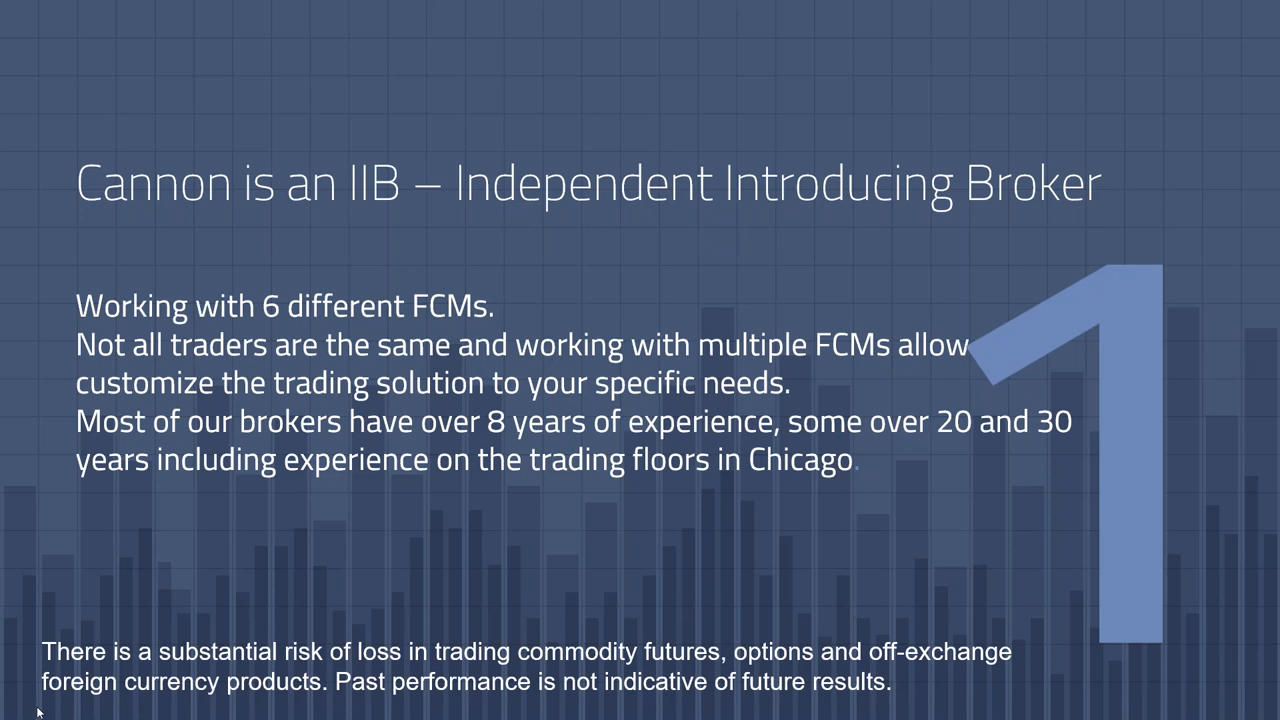 Cannon is an IIB – Independent Introducing Broker
Working with 6 different FCMs.
Not all traders are the same and working with multiple FCMs allow
customize the trading solution to your specific needs.
Most of our brokers have over 8 years of experience, some over 20 and 30
years including experience on the trading floors in Chicago.
1
There is a substantial risk of loss in trading commodity futures, options and off-exchange
foreign currency products. Past performance is not indicative of future results.